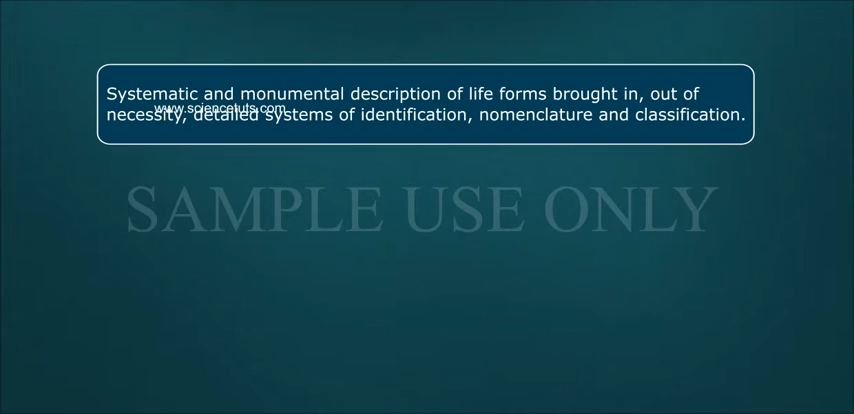 Systematic and monumental description of life forms brought in, out of
www.sciencetuts.com
necessity, detailed systems of identification, nomenclature and classification.
SAMPLE USE ONLY